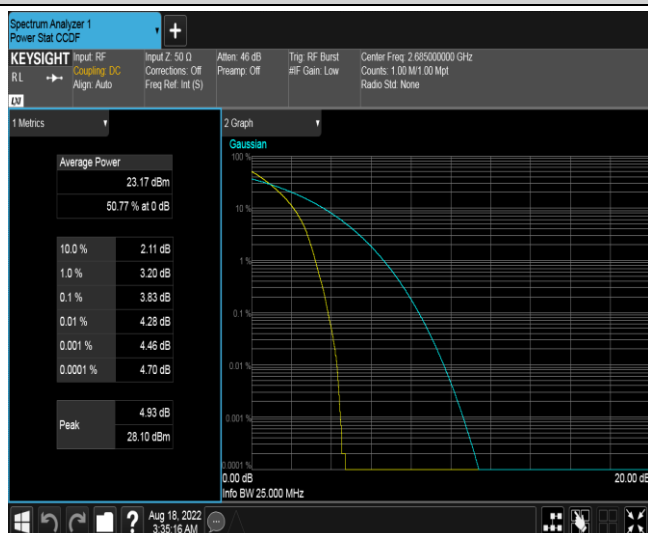 Spectrum Analyzer 1
Power Stat CCDF
+
KEYSIGHT
RL
LXI
Input: RF
Coupling: DC
Align: Auto
Input Z: 50 Ω
Corrections: Off
Freq Ref: Int (S)
Atten: 46 dB
Preamp: Off
Trig: RF Burst
#IF Gain: Low
Center Freq: 2.685000000 GHz
Counts: 1.00 M/1.00 Mpt
Radio Std: None
1 Metrics
Average Power
23.17 dBm
50.77 % at 0 dB
10.0 % 2.11 dB
1.0 % 3.20 dB
0.1 % 3.83 dB
0.01 % 4.28 dB
0.001 % 4.46 dB
0.0001 % 4.70 dB
Peak
4.93 dB
28.10 dBm
2 Graph
Gaussian
100 %
10 %
1 %
0.1 %
0.01 %
0.001 %
0.0001 %
0.00 dB 20.00 dB
Info BW 25.000 MHz
?
Aug 18, 2022
3:35:16 AM